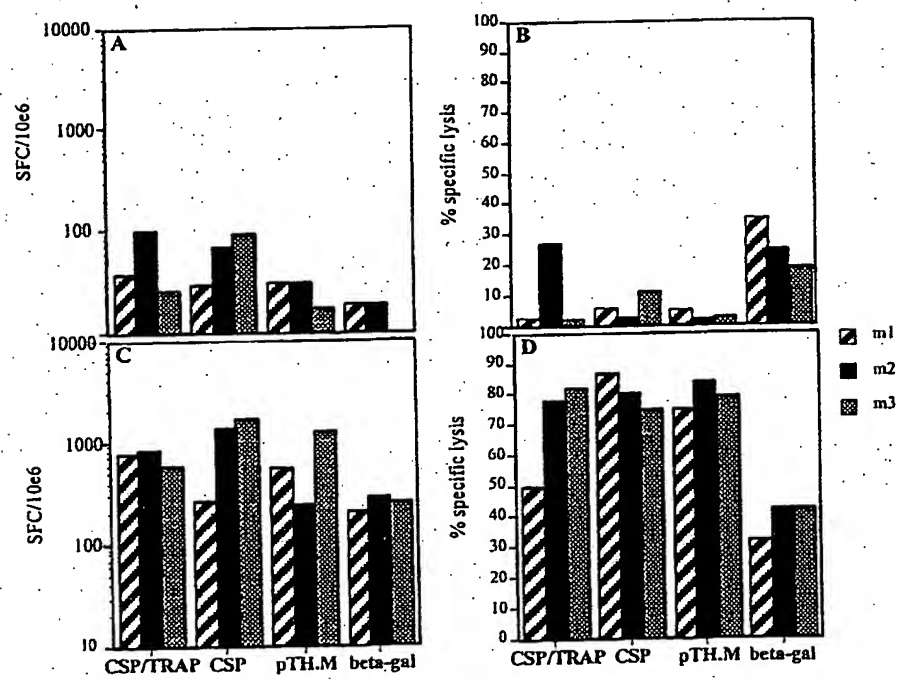 A
10000
1000
100
SFC/10e6
B
100
90
80
70
60
50
40
30
20
10
% specific lysis
C
10000
1000
100
10
SFC/10e6
CSP/TRAP CSP pTH.M beta-gal
D
100
90
80
70
60
50
40
30
20
10
0
% specific lysis
CSP/TRAP CSP pTH.M beta-gal
m1
m2
m3